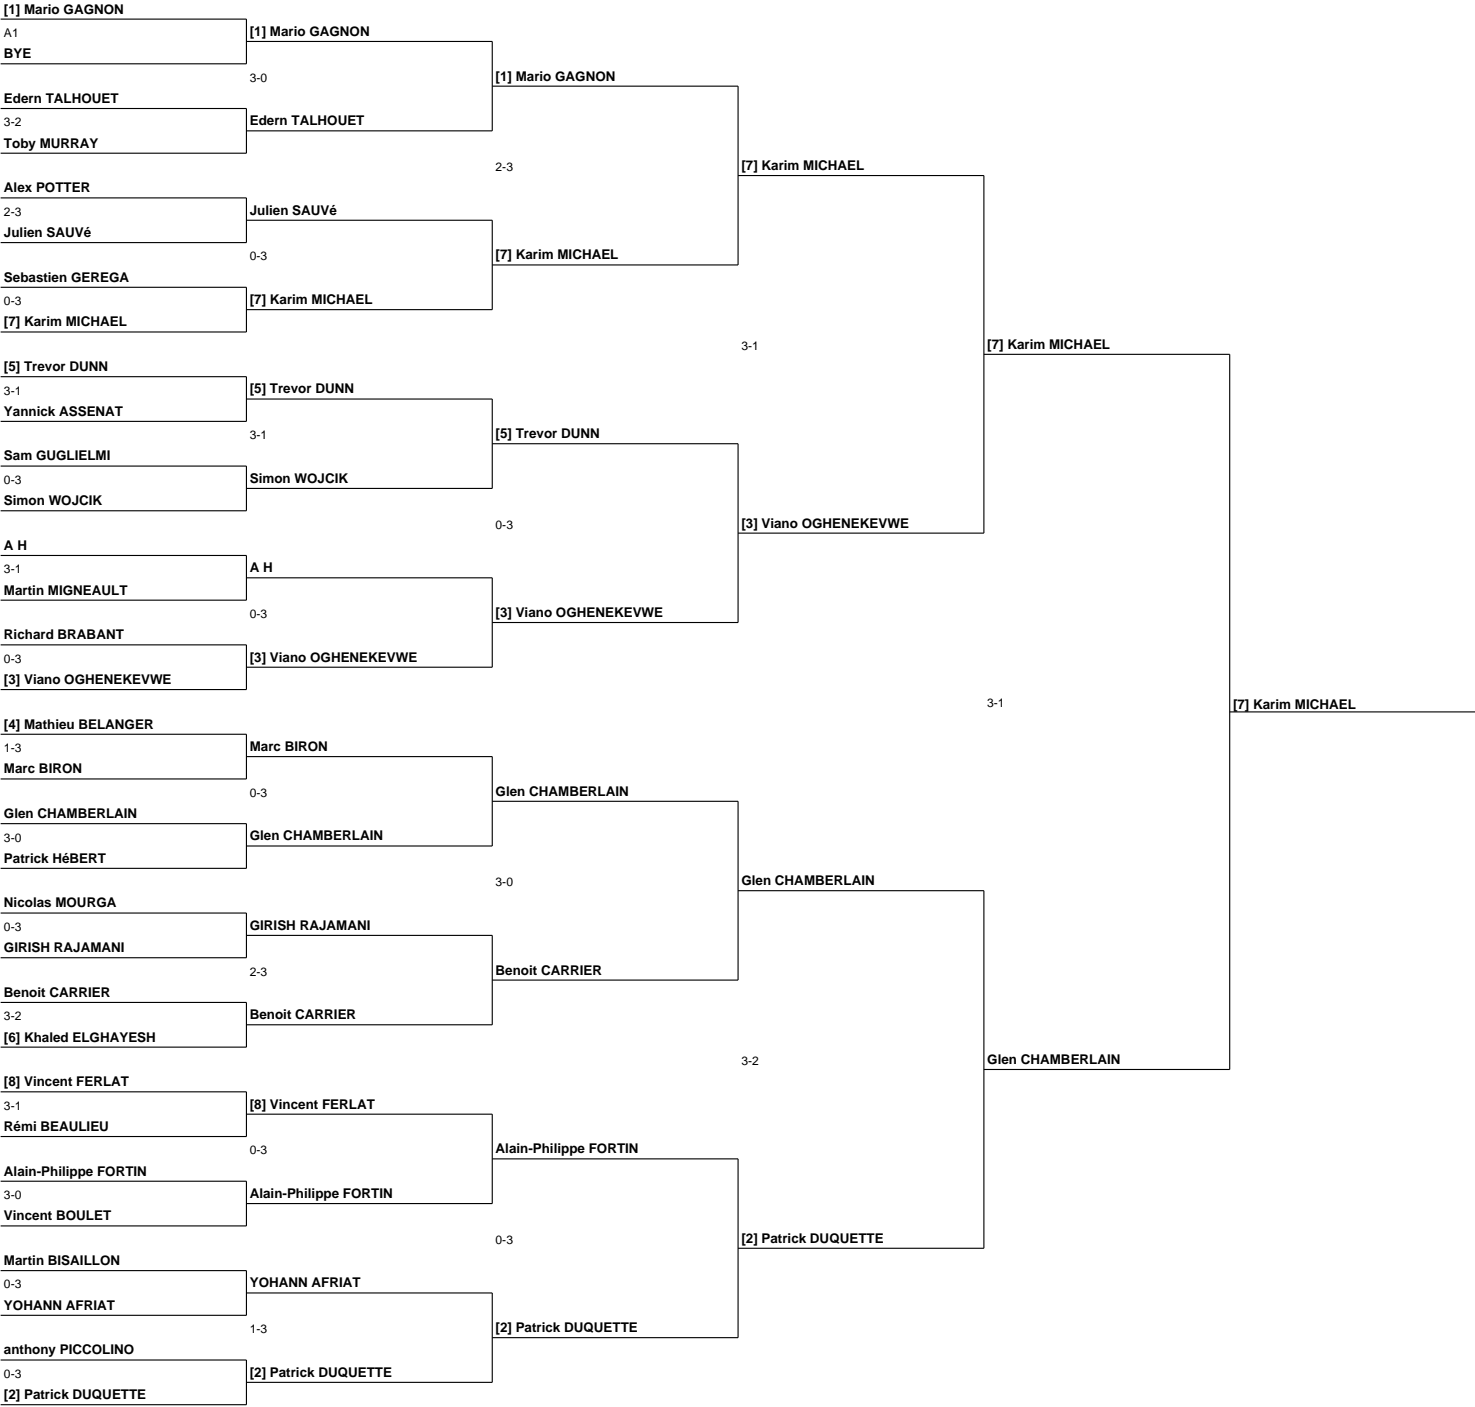 [1] Mario GAGNON
A1
BYE
Edern TALHOUET
3-2
Toby MURRAY
Alex POTTER
2-3
Julien SAUVé
Sebastien GEREGA
0-3
[7] Karim MICHAEL
[5] Trevor DUNN
3-1
Yannick ASSENAT
Sam GUGLIELMI
0-3
Simon WOJCIK
A H
3-1
Martin MIGNEAULT
Richard BRABANT
0-3
[3] Viano OGHENEKEVWE
[4] Mathieu BELANGER
1-3
Marc BIRON
Glen CHAMBERLAIN
3-0
Patrick HéBERT
Nicolas MOURGA
0-3
GIRISH RAJAMANI
Benoit CARRIER
3-2
[6] Khaled ELGHAYESH
[8] Vincent FERLAT
3-1
Rémi BEAULIEU
Alain-Philippe FORTIN
3-0
Vincent BOULET
Martin BISAILLON
0-3
YOHANN AFRIAT
anthony PICCOLINO
0-3
[2] Patrick DUQUETTE
[1] Mario GAGNON
3-0
Edern TALHOUET
Julien SAUVé
0-3
[7] Karim MICHAEL
[5] Trevor DUNN
3-1
Simon WOJCIK
A H
0-3
[3] Viano OGHENEKEVWE
Marc BIRON
0-3
Glen CHAMBERLAIN
GIRISH RAJAMANI
2-3
Benoit CARRIER
[8] Vincent FERLAT
0-3
Alain-Philippe FORTIN
YOHANN AFRIAT
1-3
[2] Patrick DUQUETTE
[1] Mario GAGNON
2-3
[7] Karim MICHAEL
[5] Trevor DUNN
0-3
[3] Viano OGHENEKEVWE
Glen CHAMBERLAIN
3-0
Benoit CARRIER
Alain-Philippe FORTIN
0-3
[2] Patrick DUQUETTE
[7] Karim MICHAEL
3-1
[3] Viano OGHENEKEVWE
Glen CHAMBERLAIN
3-2
[2] Patrick DUQUETTE
[7] Karim MICHAEL
3-1
Glen CHAMBERLAIN
[7] Karim MICHAEL